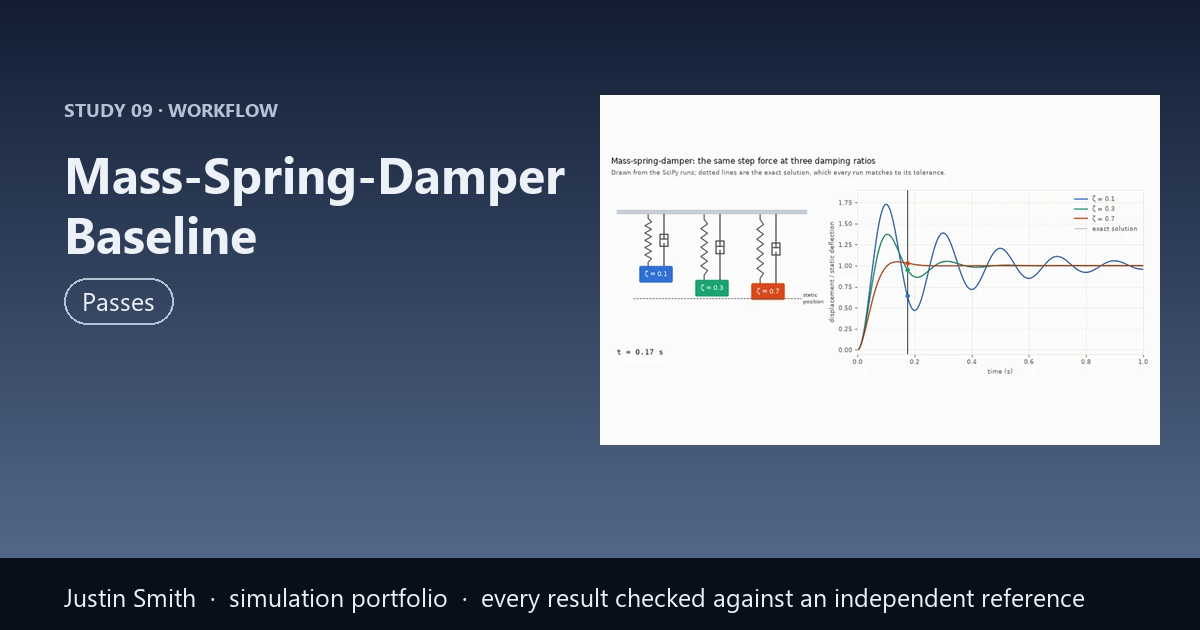 STUDY 09 · WORKFLOW
Mass-Spring-Damper
Baseline
Passes
Mass-spring-damper: the same step force at three damping ratios
Drawn from the SciPy runs; dotted lines are the exact solution, which every run matches to its tolerance.
ζ = 0.1
ζ = 0.3
ζ = 0.7
static
position
t = 0.17 s
displacement / static deflection
1.75
1.50
1.25
1.00
0.75
0.50
0.25
0.00
0.0
0.2
0.4
0.6
0.8
1.0
time (s)
ζ = 0.1
ζ = 0.3
ζ = 0.7
exact solution
Justin Smith · simulation portfolio · every result checked against an independent reference